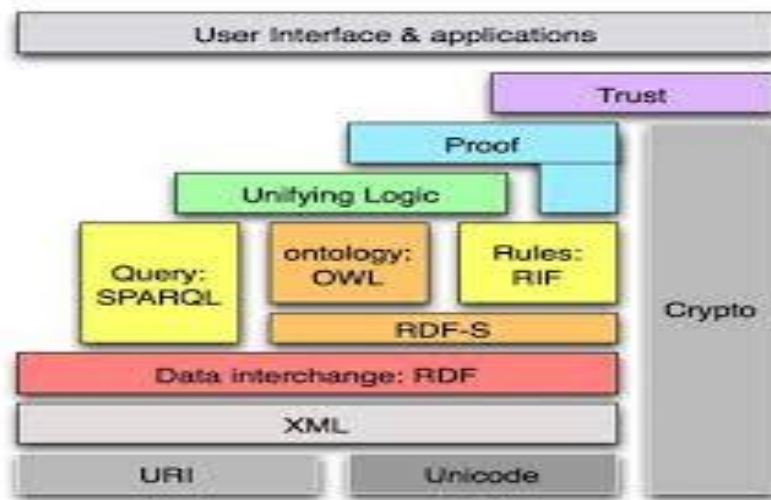 User Interface & applications
Trust
Proof
Unifying Logic
Query:
SPARQL
ontology:
OWL
Rules:
RIF
Crypto
RDF-S
Data interchange: RDF
XML
URI
Unicode